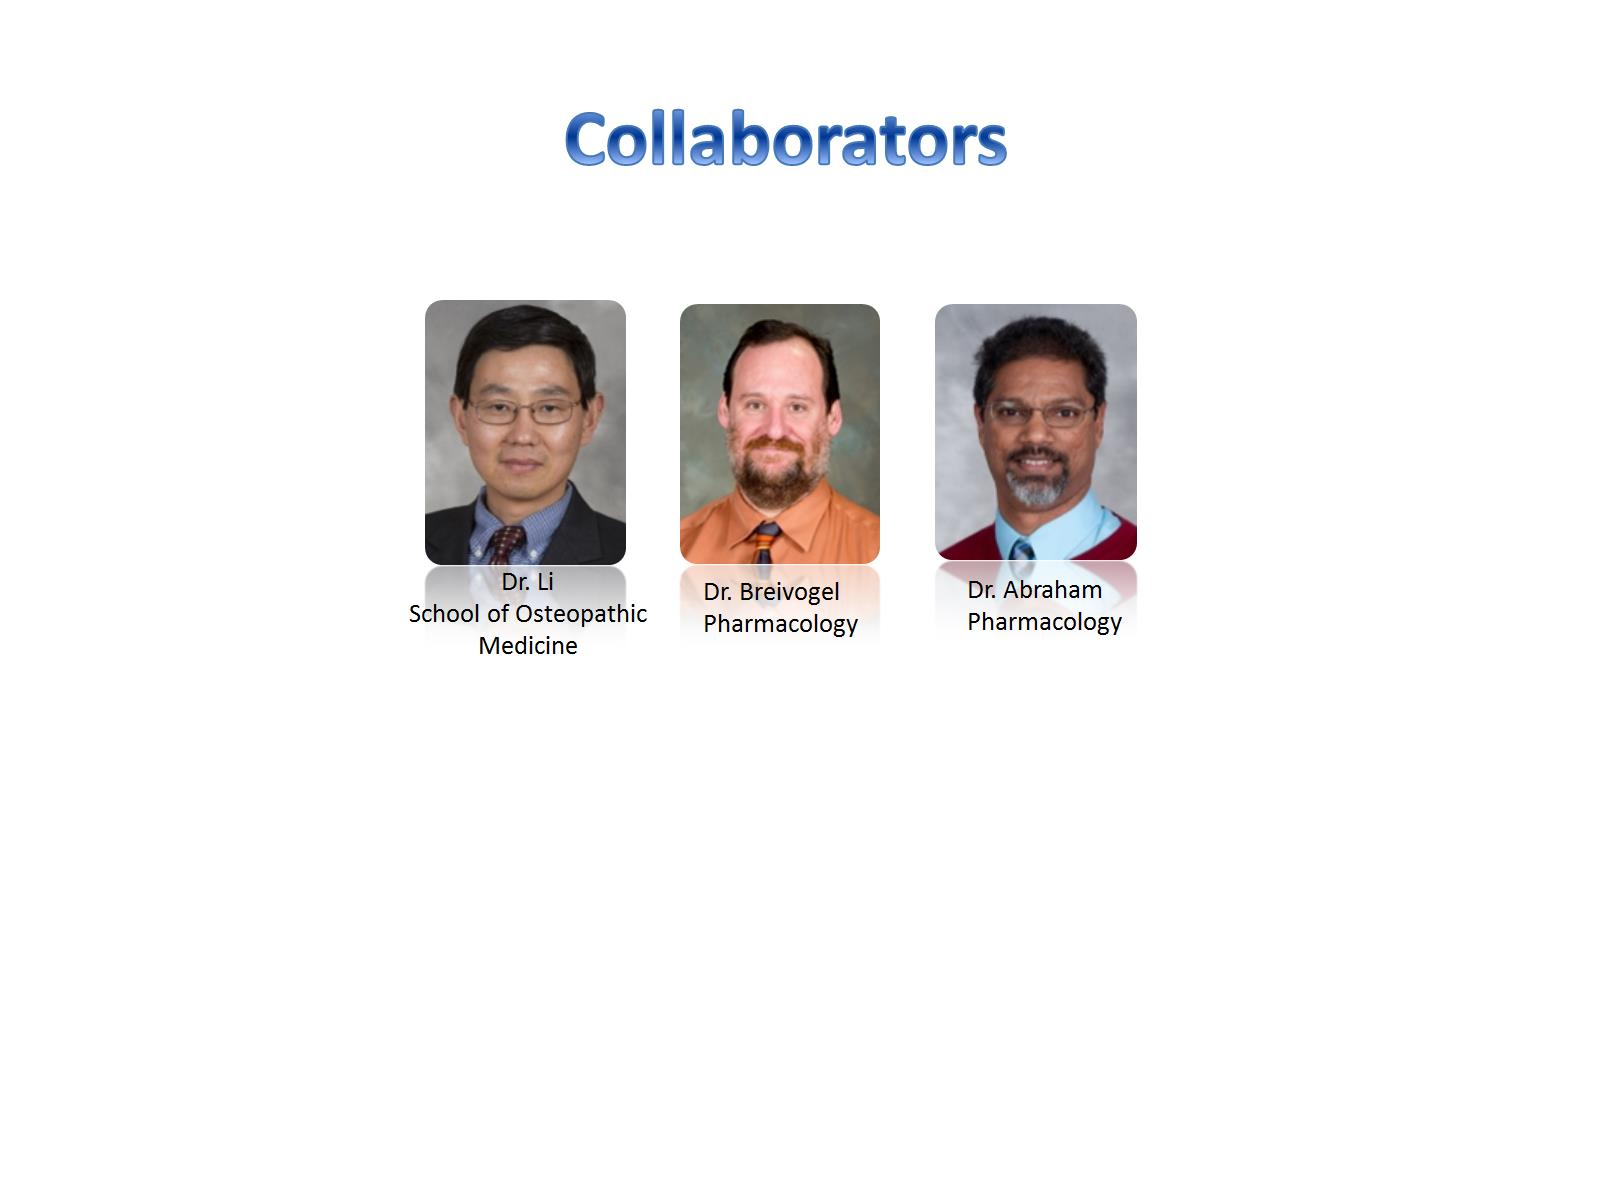 Collaborators
Dr. Li
School of Osteopathic
Medicine
Dr. Breivogel
Pharmacology
Dr. Abraham
Pharmacology